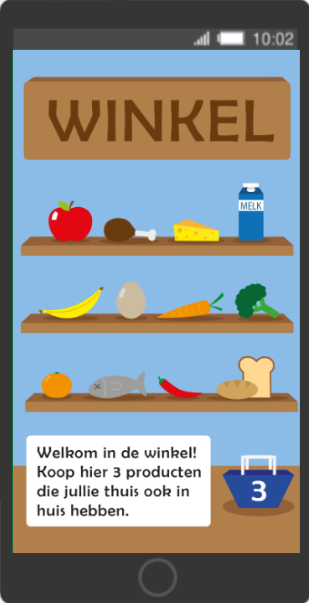 10:02
WINKEL
MELK
Welkom in de winkel!
Koop hier 3 producten
die jullie thuis ook in
huis hebben.
3